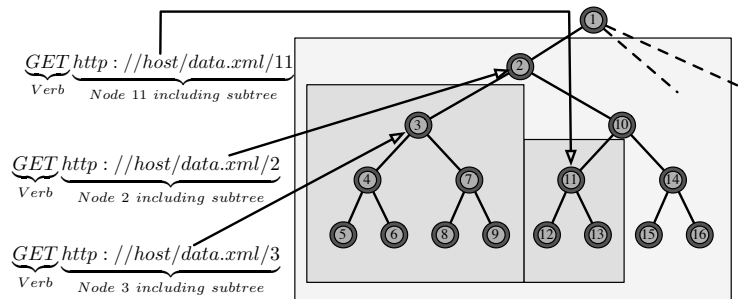 1
GET http : //host/data.xml/11
Verb Node 11 including subtree
2
3
10
GET http : //host/data.xml/2
Verb Node 2 including subtree
4 7 11 14
5 6 8 9 12 13 15 16
GET http : //host/data.xml/3
Verb Node 3 including subtree